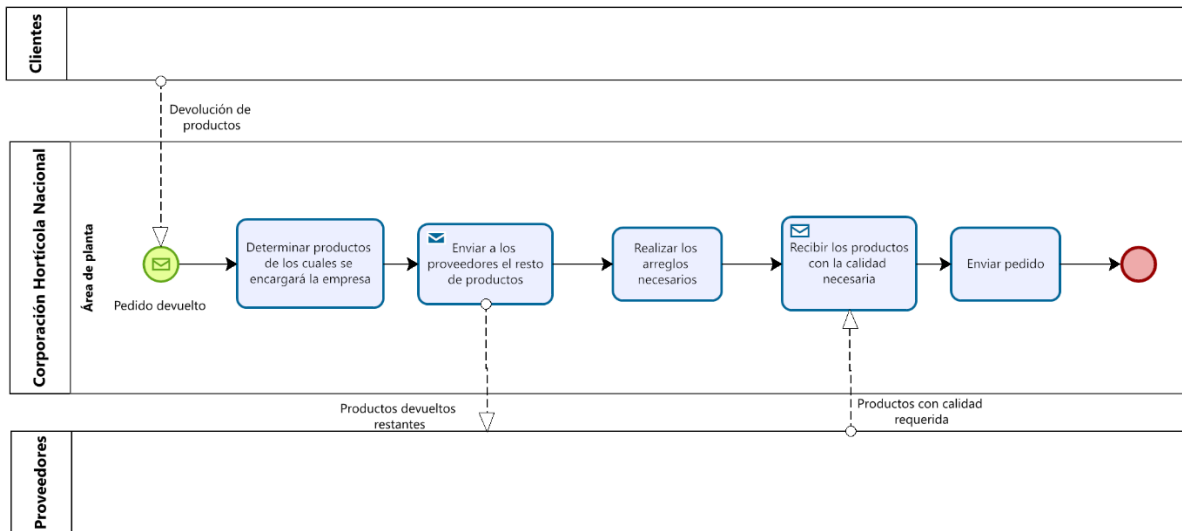 Clientes
Devolución de
productos
Corporación Hortícola Nacional
Área de planta
Pedido devuelto
Determinar productos
de los cuales se
encargará la empresa
Enviar a los
proveedores el resto
de productos
Realizar los
arreglos
necesarios
Recibir los productos
con la calidad
necesaria
Enviar pedido
Productos devueltos
restantes
Productos con calidad
requerida
Proveedores